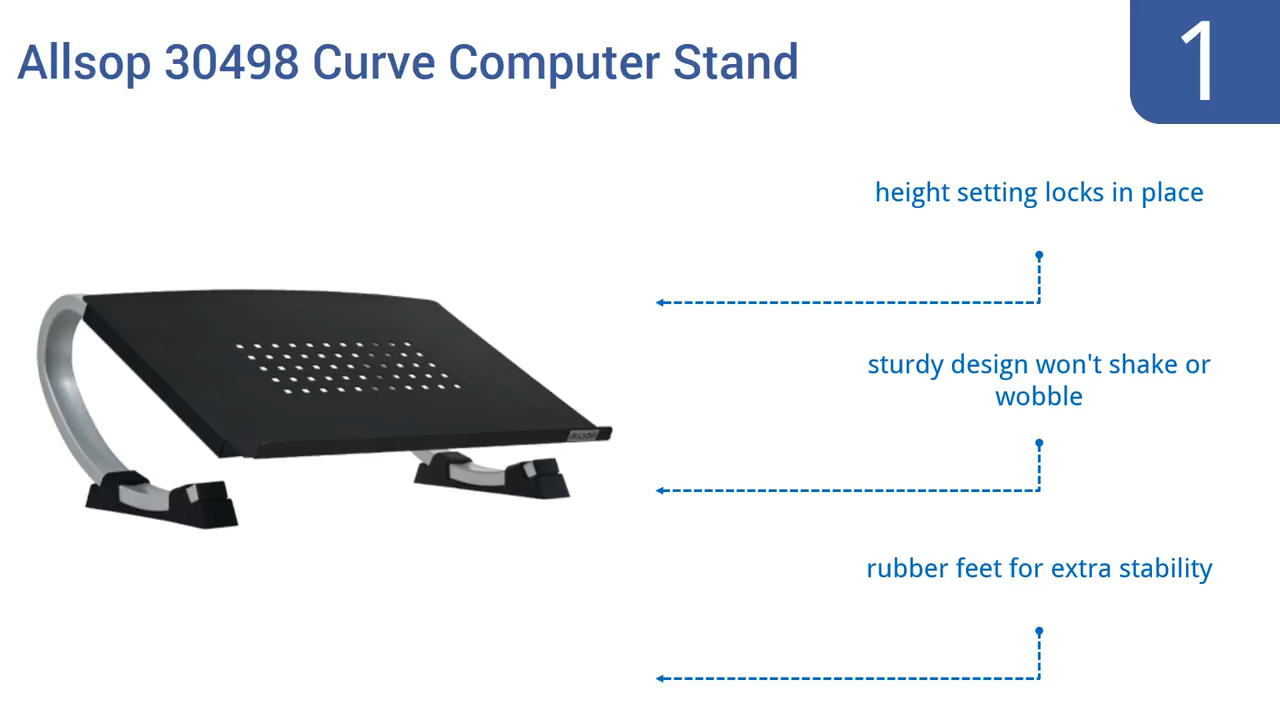 Allsop 30498 Curve Computer Stand
1
height setting locks in place
sturdy design won't shake or
wobble
rubber feet for extra stability
Allsop